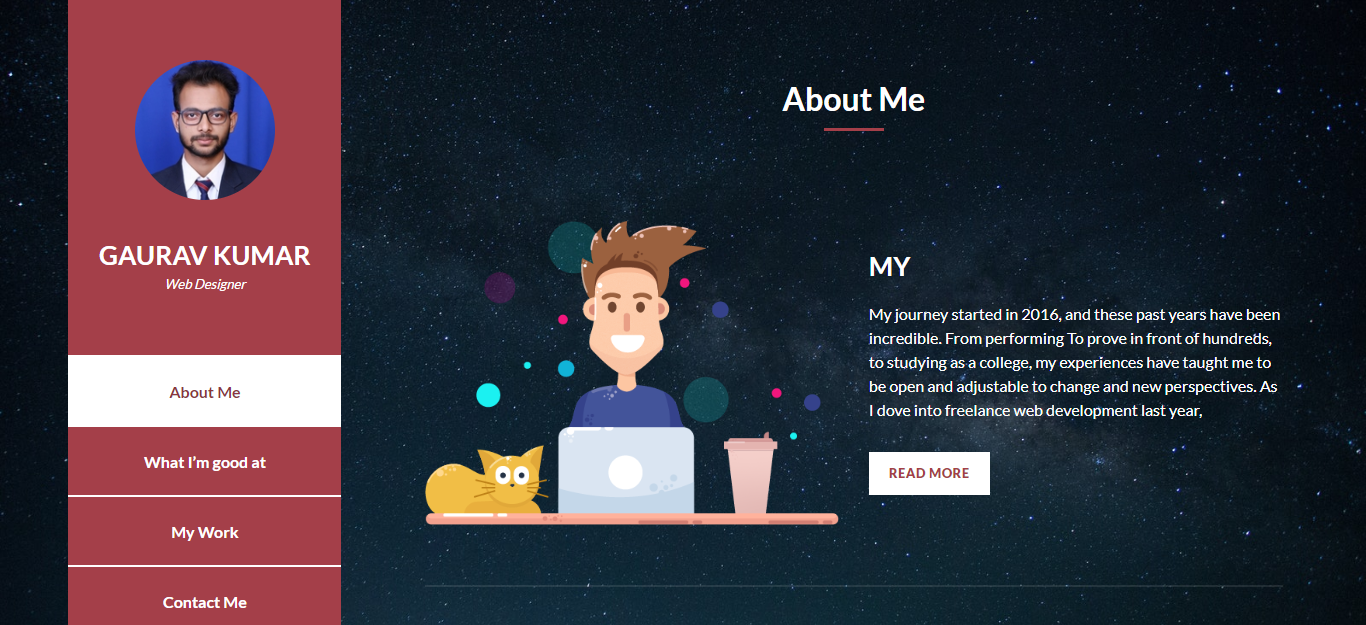 GAURAV KUMAR
Web Designer
About Me
What I'm good at
My Work
Contact Me
About Me
MY
My journey started in 2016, and these past years have been
incredible. From performing To prove in front of hundreds,
to studying as a college, my experiences have taught me to
be open and adjustable to change and new perspectives. As
I dove into freelance web development last year,
READ MORE